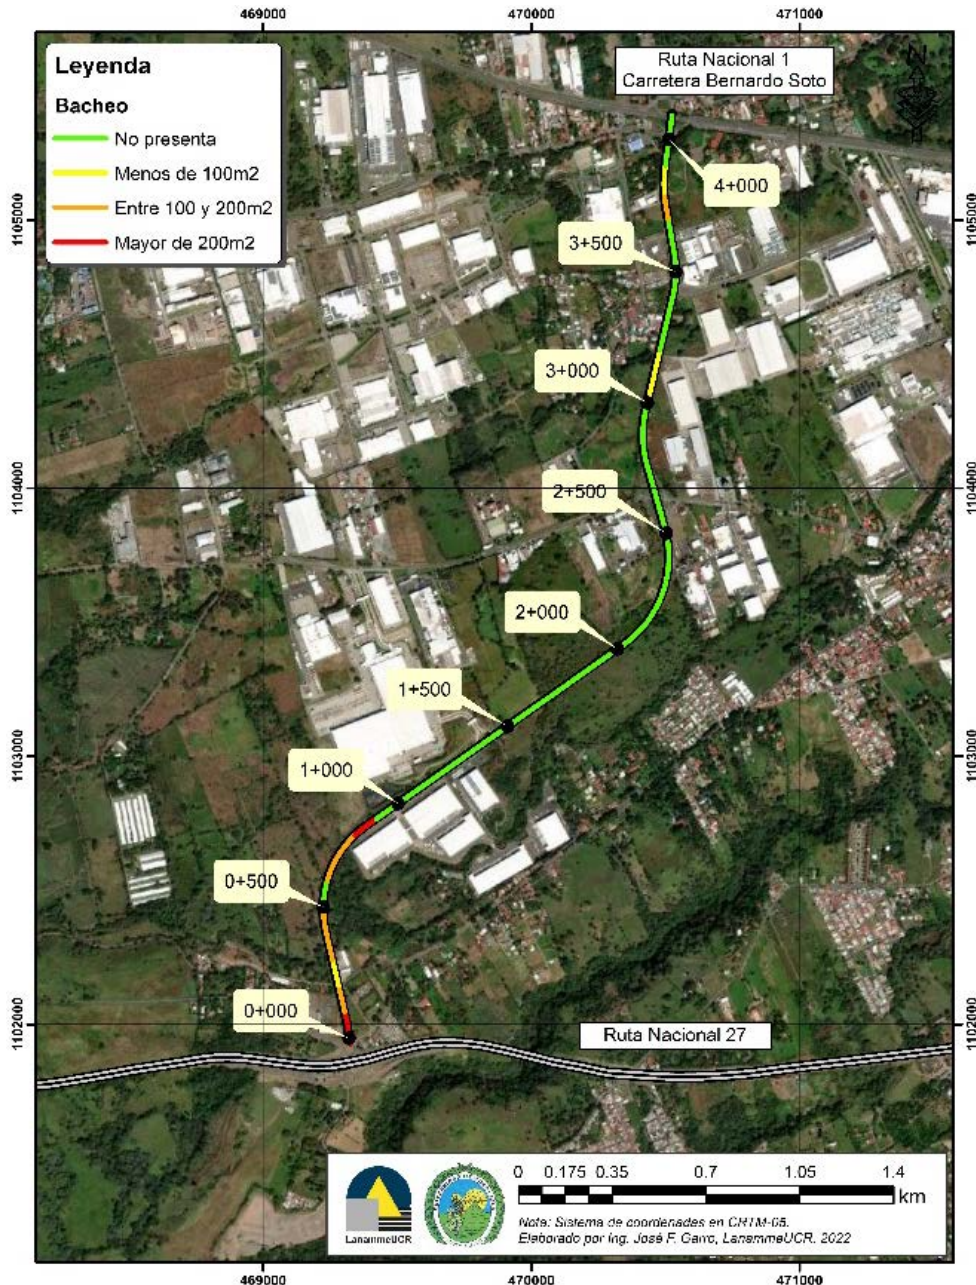 469000
470000
471000
Leyenda
Bacheo
No presenta
Menos de 100m2
Entre 100 y 200m2
Mayor de 200m2
Ruta Nacional 1
Carretera Bernardo Soto
N
4+000
3+500
3+000
2+500
2+000
1+500
1+000
0+500
0+000
Ruta Nacional 27
1105000
1104000
1103000
1102000
1105000
1104000
1103000
1102000
LanammeUCR
0 0.175 0.35 0.7 1.05 1.4
km
Nota: Sistema de coordenadas en CRTM-05.
Elaborado por Ing. José F. Garro, LanammeUCR, 2022
469000
470000
471000